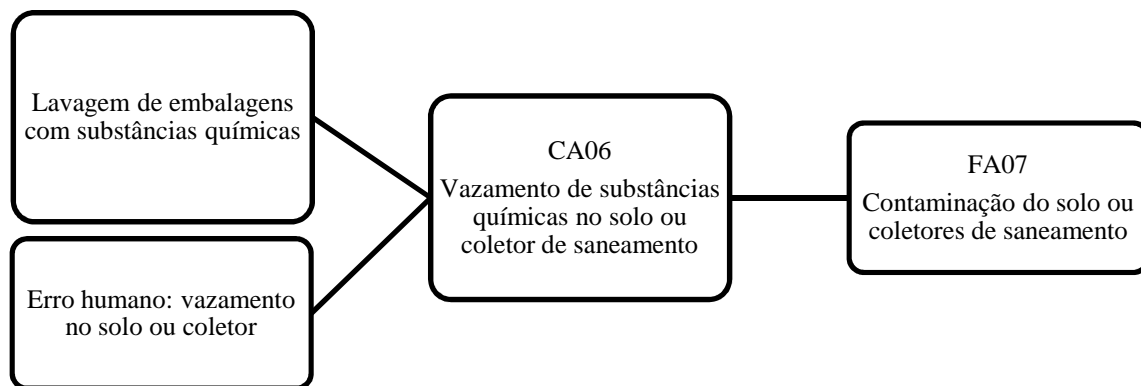 Lavagem de embalagens
com substâncias químicas
Erro humano: vazamento
no solo ou coletor
CA06
Vazamento de substâncias
químicas no solo ou
coletor de saneamento
FA07
Contaminação do solo ou
coletores de saneamento